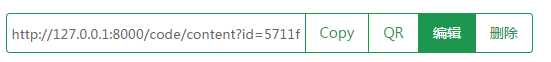 http://127.0.0.1:8000/code/content?id=5711f Copy QR 编辑 删除